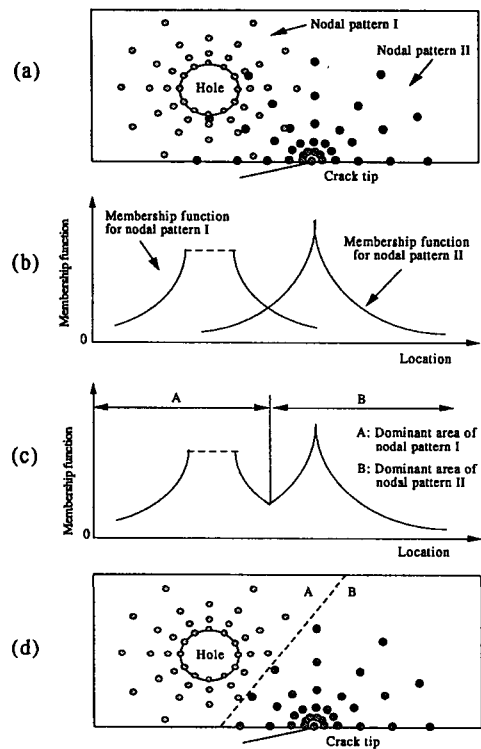 (a)
Nodal pattern I
Nodal pattern II
Hole
Crack tip
(b)
Membership function
Membership function
for nodal pattern I
Membership function
for nodal pattern II
0
Location
(c)
Membership function
A
B
A: Dominant area of
nodal pattern I
B: Dominant area of
nodal pattern II
0
Location
(d)
A
B
Hole
Crack tip